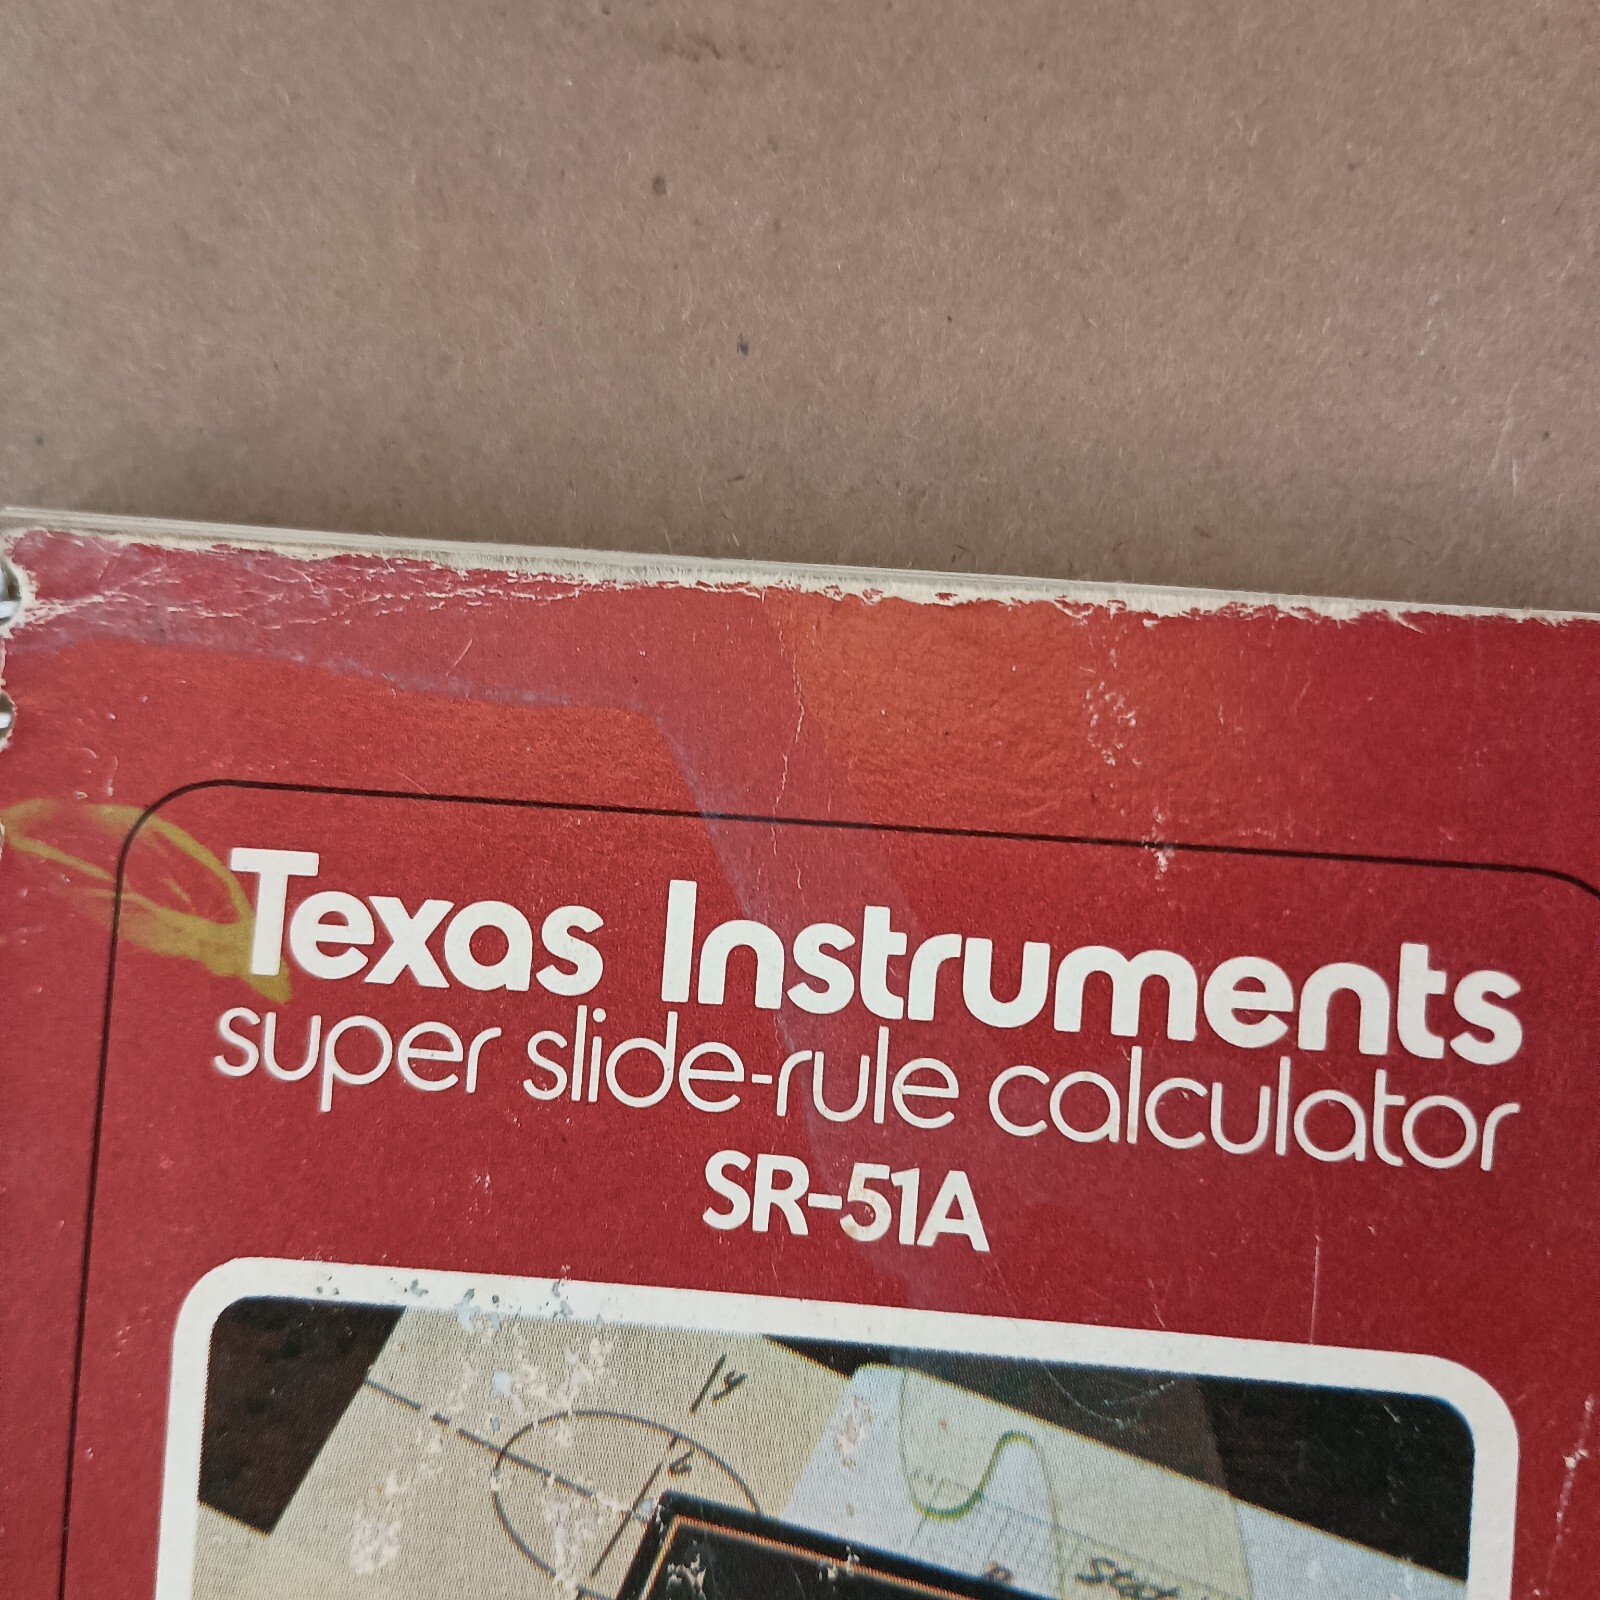 Texas Instruments
super slide-rule calculator
SR-51A
y